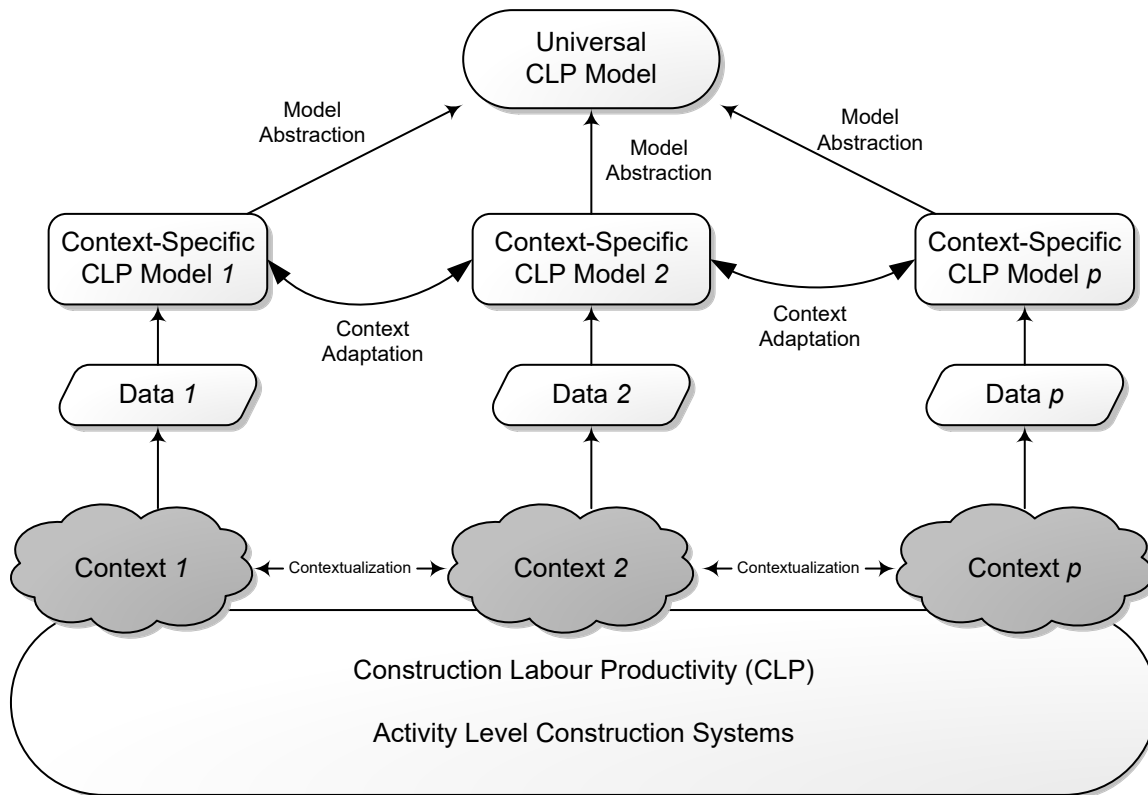 Universal
CLP Model
Model
Abstraction
Model
Abstraction
Model
Abstraction
Context-Specific
CLP Model 1
Context-Specific
CLP Model 2
Context-Specific
CLP Model p
Context
Adaptation
Context
Adaptation
Data 1
Data 2
Data p
Context 1
Contextualization
Context 2
Contextualization
Context p
Construction Labour Productivity (CLP)
Activity Level Construction Systems